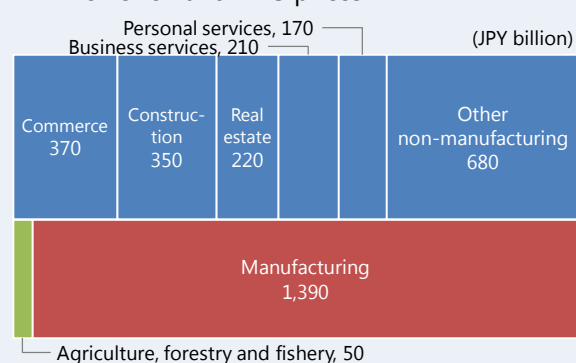 Personal services, 170
Business services, 210
(JPY billion)
Commerce
370
Construc-
tion
350
Real
estate
220
Other
non-manufacturing
680
Manufacturing
1,390
Agriculture, forestry and fishery, 50